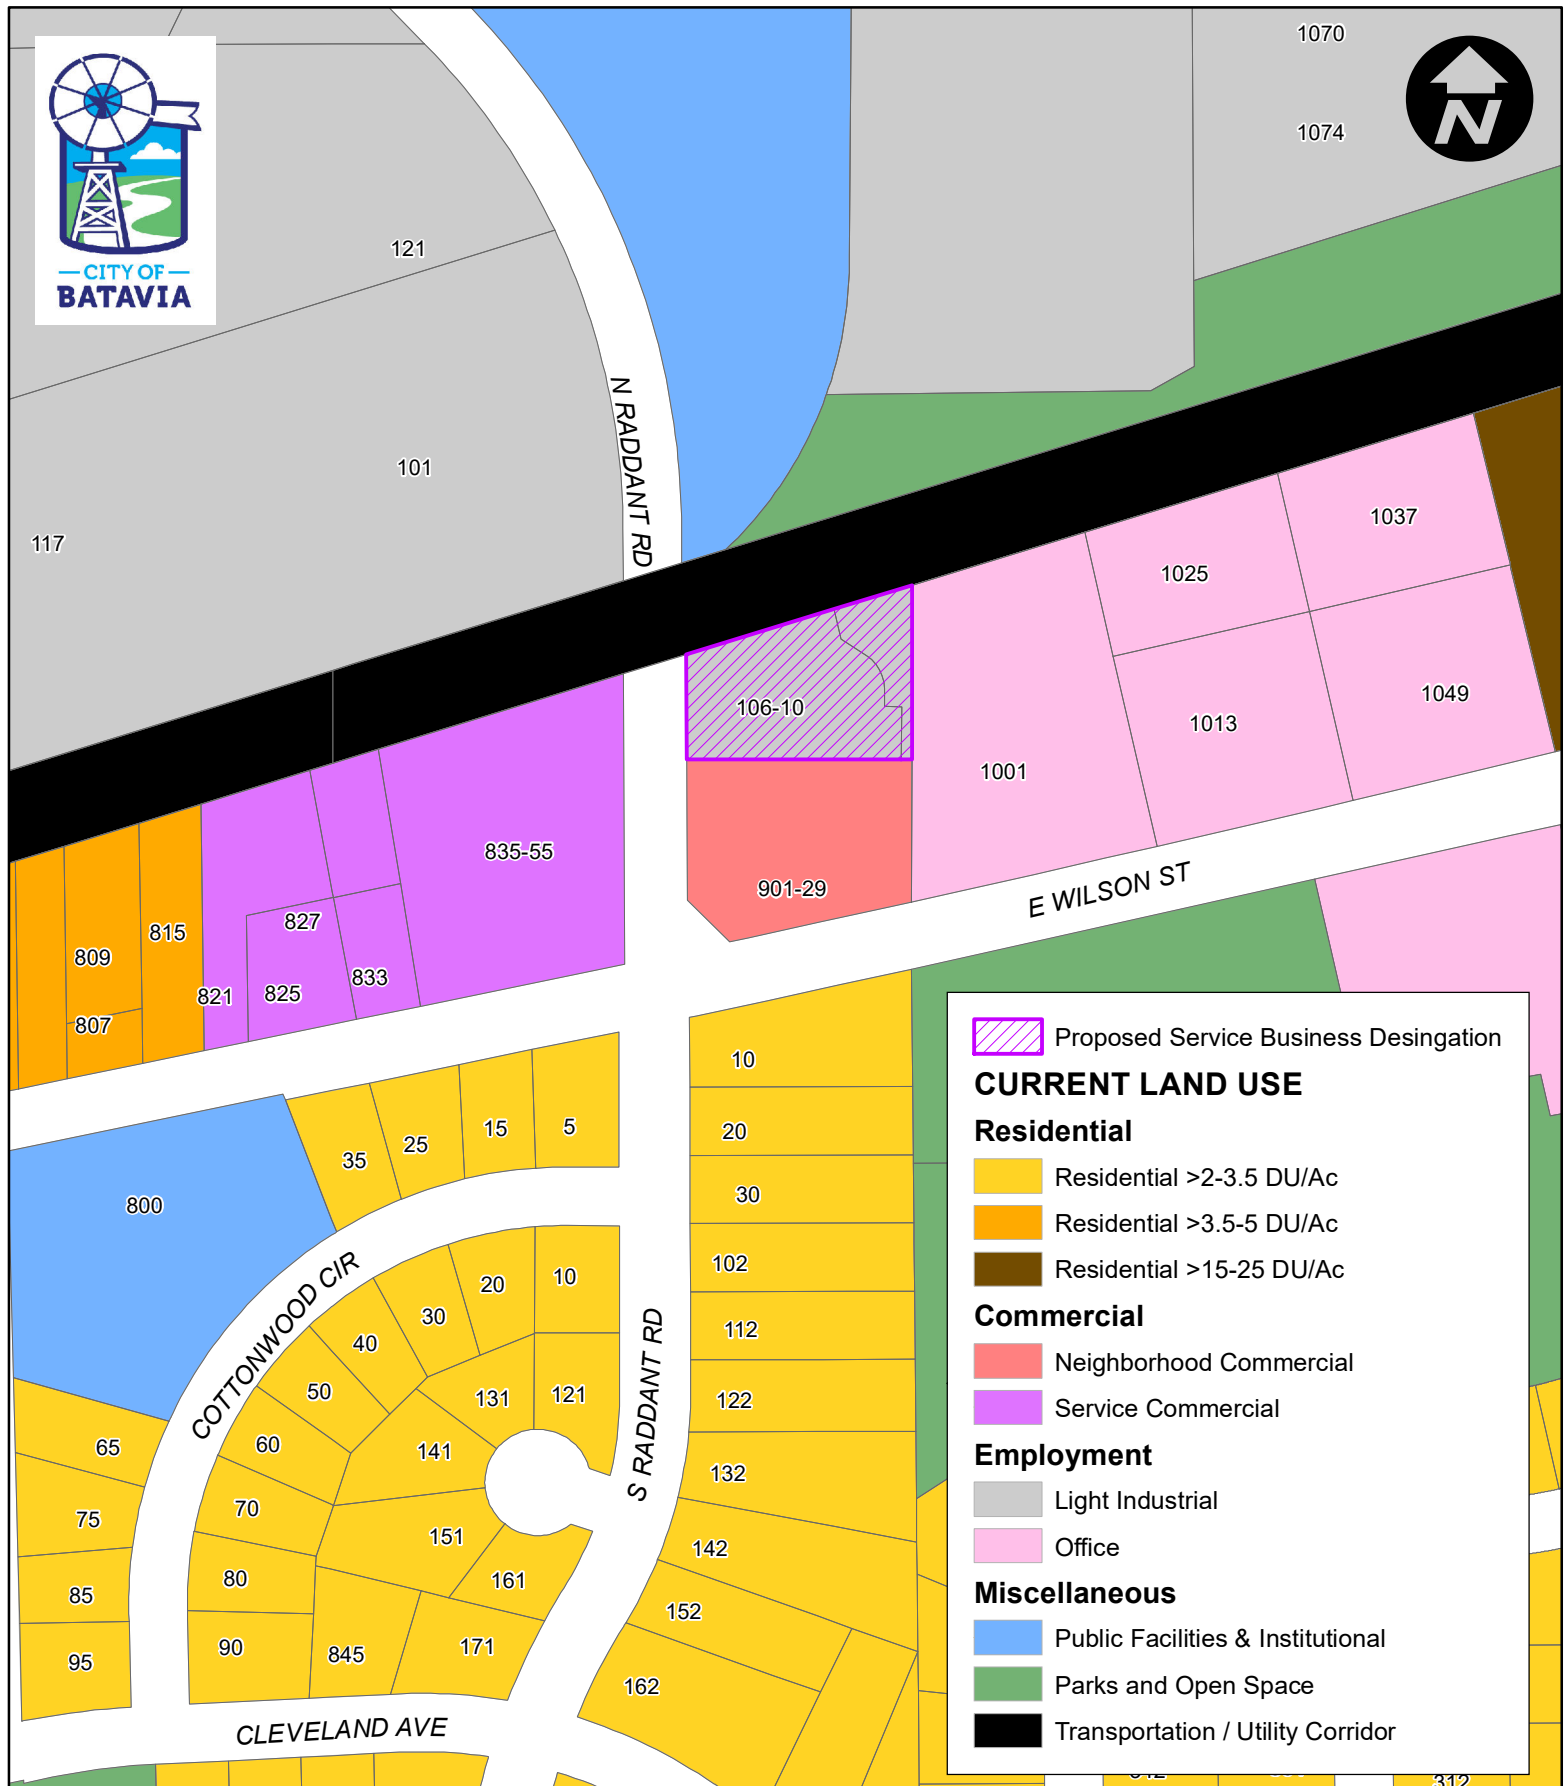 1070
N
1074
CITY OF
BATAVIA
121
N RADDANT RD
101
117
1037
1025
106-10
1049
1013
1001
835-55
901-29
E WILSON ST
827
815
809
833
825
821
807
Proposed Service Business Desingation
CURRENT LAND USE
Residential
Residential >2-3.5 DU/Ac
Residential >3.5-5 DU/Ac
Residential >15-25 DU/Ac
Commercial
Neighborhood Commercial
Service Commercial
Employment
Light Industrial
Office
Miscellaneous
Public Facilities & Institutional
Parks and Open Space
Transportation / Utility Corridor
10
20
30
102
112
122
132
142
152
162
5
15
25
35
800
COTTONWOOD CIR
10
20
30
40
50
60
70
80
90
121
131
141
151
161
171
845
S RADDANT RD
65
75
85
95
CLEVELAND AVE
312